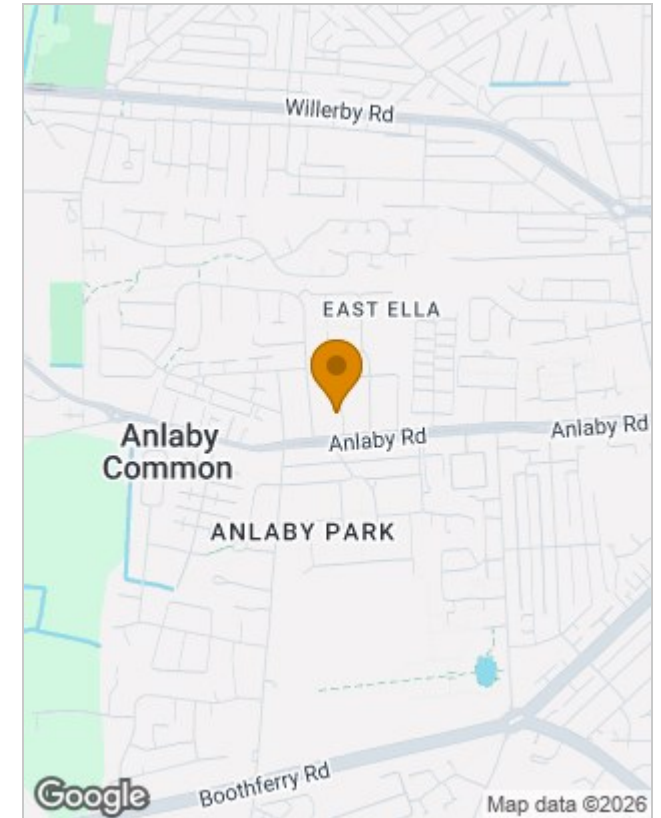 Willerby Rd
EAST ELLA
Anlaby Rd
Anlaby Rd
Anlaby
Common
ANLABY PARK
Boothferry Rd
Google
Map data ©2026